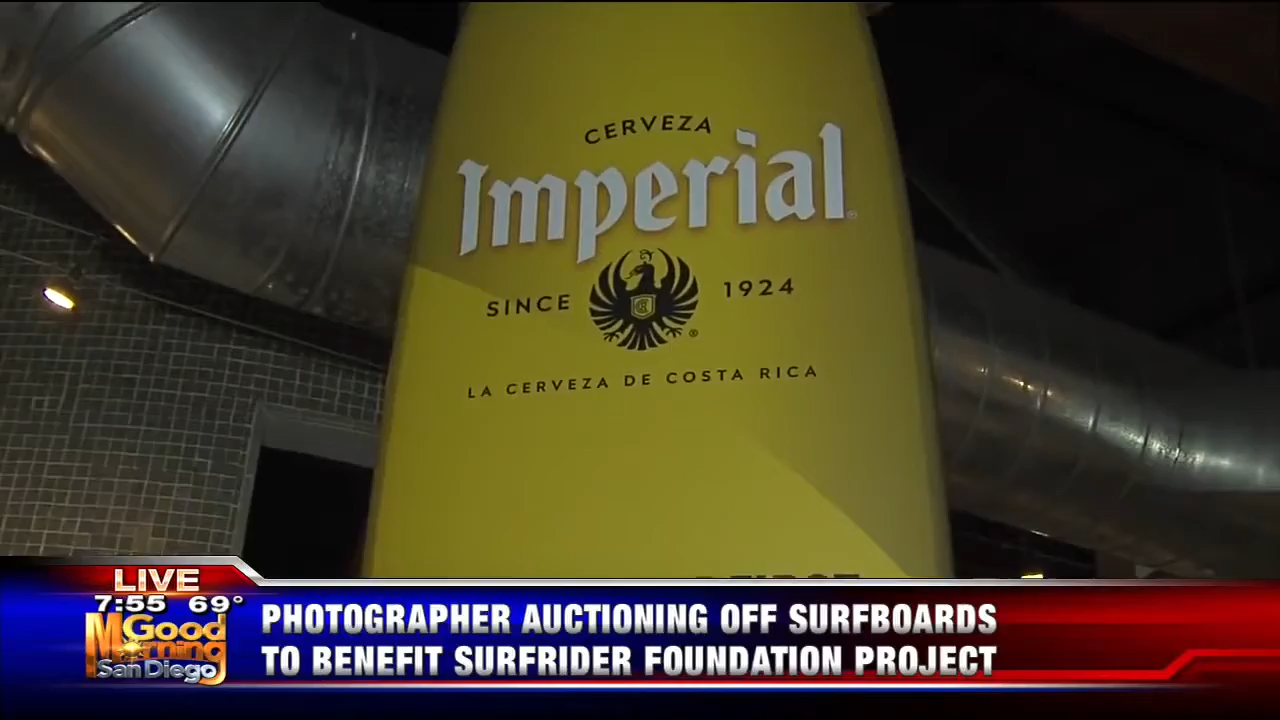 CERVEZA
Imperial
SINCE 1924
LA CERVEZA DE COSTA RICA
LIVE
7:55 69°
Good
Morning
San Diego
PHOTOGRAPHER AUCTIONING OFF SURFBOARDS
TO BENEFIT SURFRIDER FOUNDATION PROJECT